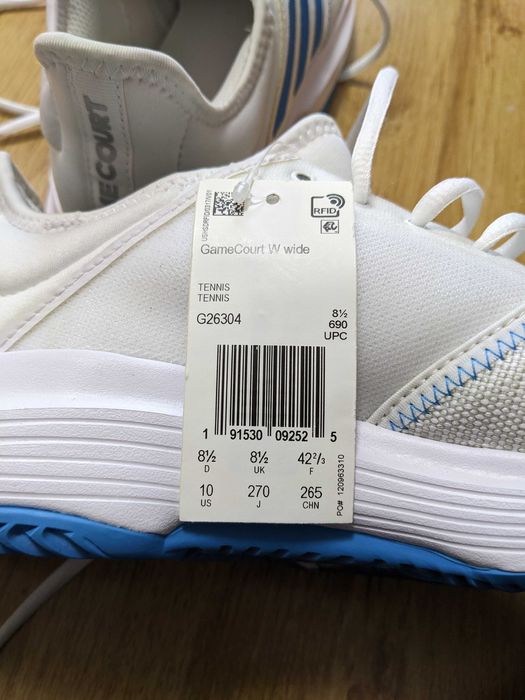 ECOURT
RFID
GameCourt W wide
TENNIS
TENNIS
G26304
8½
690
UPC
1 91530 09252 5
8½ 8½ 42²/₃
D UK F
10 270 265
US J CHN
PO# 120963310